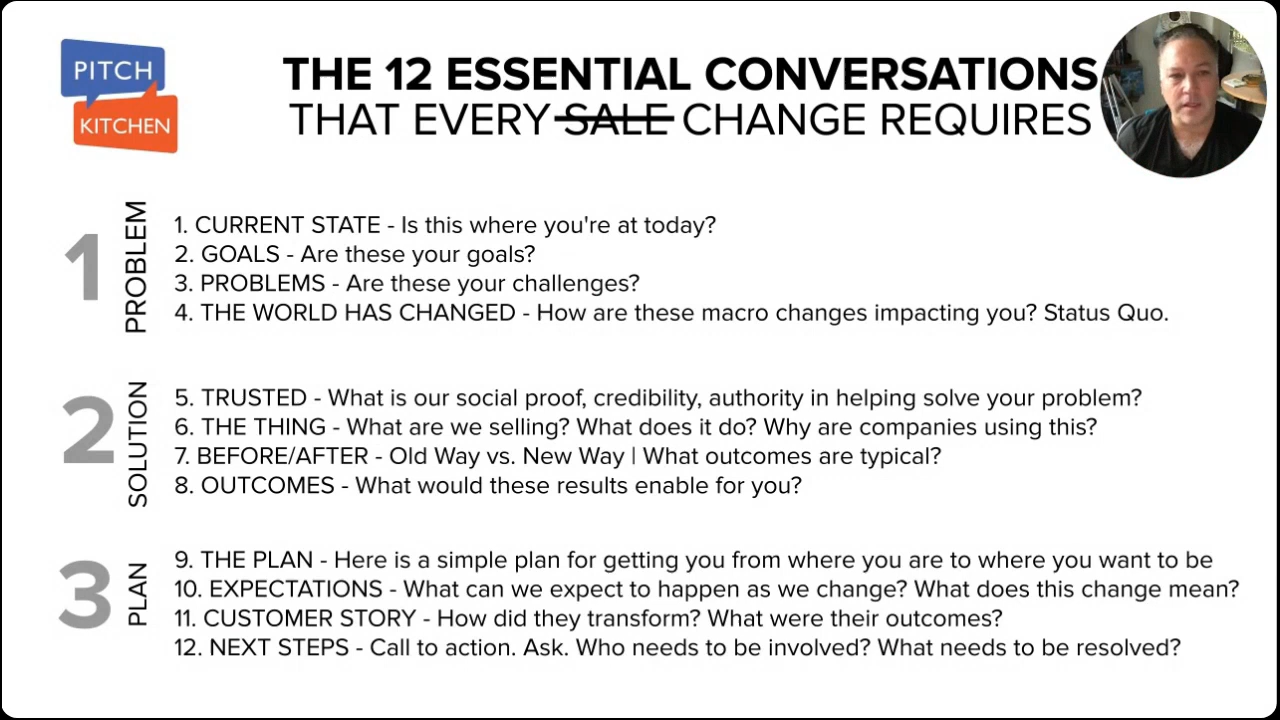 PITCH
KITCHEN
THE 12 ESSENTIAL CONVERSATIONS
THAT EVERY SALE CHANGE REQUIRES
1
PROBLEM
1. CURRENT STATE - Is this where you're at today?
2. GOALS - Are these your goals?
3. PROBLEMS - Are these your challenges?
4. THE WORLD HAS CHANGED - How are these macro changes impacting you? Status Quo.
2
SOLUTION
5. TRUSTED - What is our social proof, credibility, authority in helping solve your problem?
6. THE THING - What are we selling? What does it do? Why are companies using this?
7. BEFORE/AFTER - Old Way vs. New Way | What outcomes are typical?
8. OUTCOMES - What would these results enable for you?
3
PLAN
9. THE PLAN - Here is a simple plan for getting you from where you are to where you want to be
10. EXPECTATIONS - What can we expect to happen as we change? What does this change mean?
11. CUSTOMER STORY - How did they transform? What were their outcomes?
12. NEXT STEPS - Call to action. Ask. Who needs to be involved? What needs to be resolved?